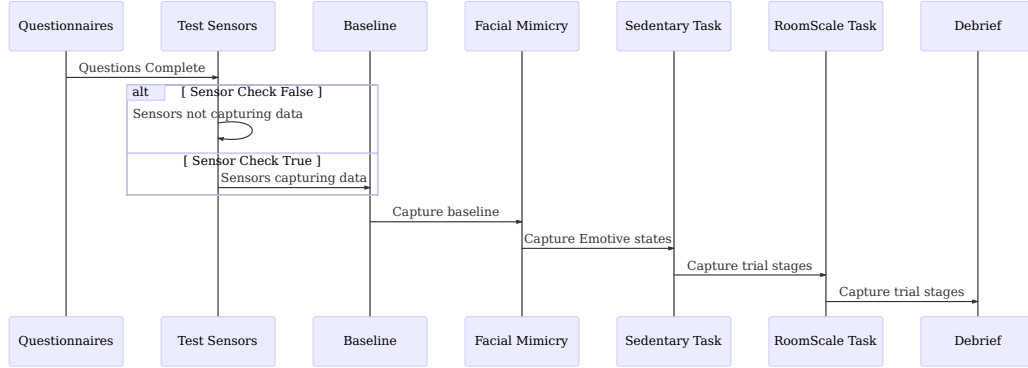 Questionnaires
Test Sensors
Baseline
Facial Mimicry
Sedentary Task
RoomScale Task
Debrief
Questions Complete
alt
[ Sensor Check False ]
Sensors not capturing data
[ Sensor Check True ]
Sensors capturing data
Capture baseline
Capture Emotive states
Capture trial stages
Capture trial stages
Questionnaires
Test Sensors
Baseline
Facial Mimicry
Sedentary Task
RoomScale Task
Debrief